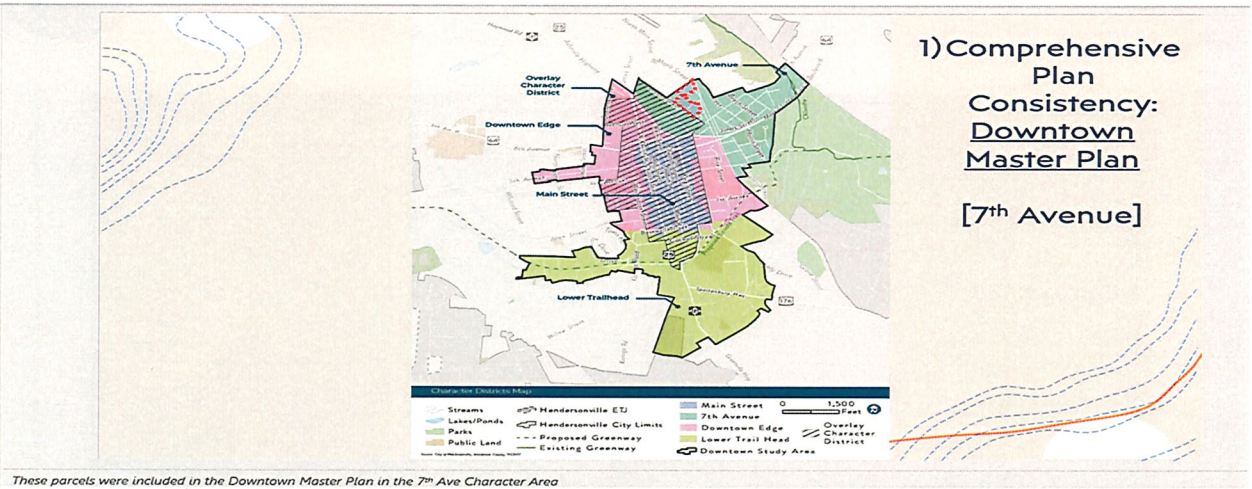 1) Comprehensive
Plan
Consistency:
Downtown
Master Plan
[7th Avenue]
7th Avenue
Overlay
Character
District
Downtown Edge
Main Street
Lower Trailhead
Character Districts Map
Streams
Lakes/Ponds
Parks
Public Land
Hendersonville ETJ
Hendersonville City Limits
Proposed Greenway
Existing Greenway
Main Street
7th Avenue
Downtown Edge
Lower Trail Head
Downtown Study Area
0 1,500
Feet
Overlay
Character
District
These parcels were included in the Downtown Master Plan in the 7th Ave Character Area